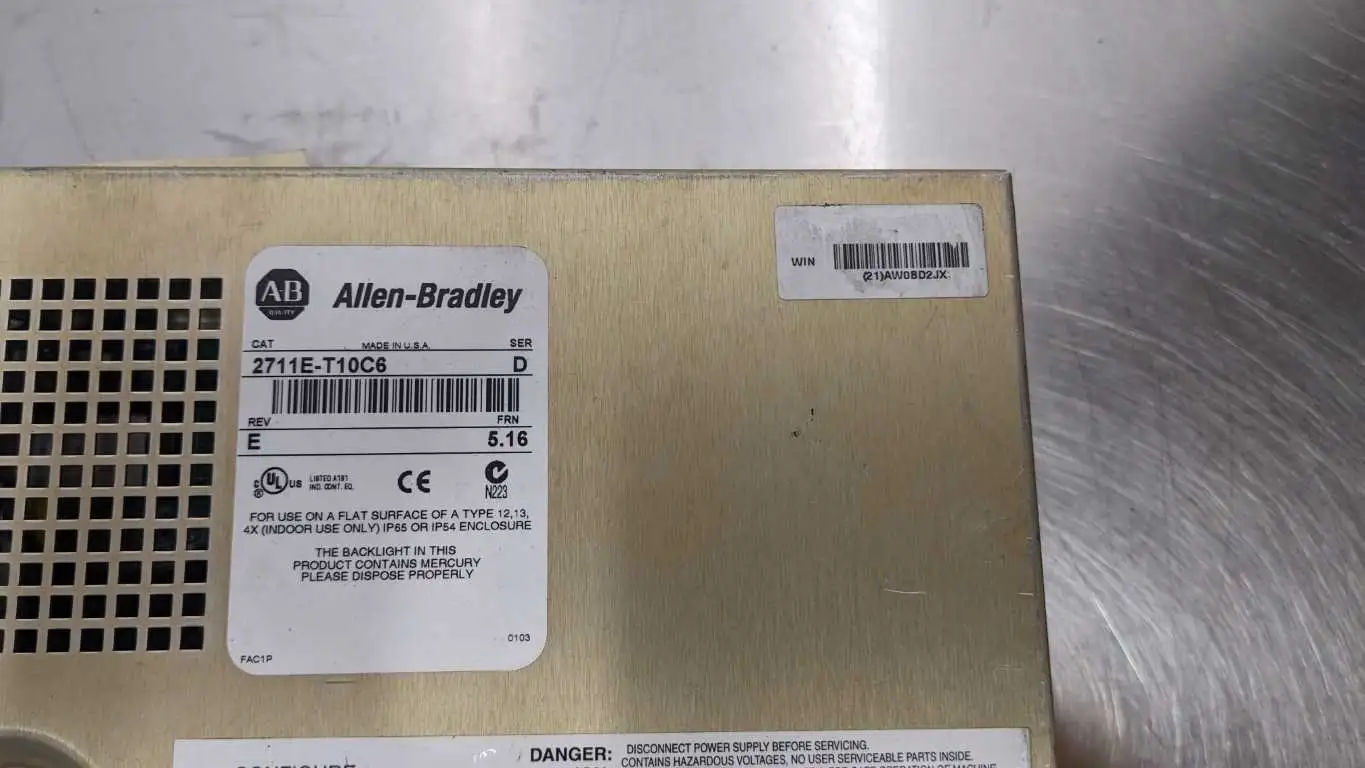 AB
QUALITY
Allen-Bradley
CAT MADE IN U.S.A. SER
2711E-T10C6 D
REV FRN
E 5.16
C UL US LISTED A181
® IND. CONT. EQ.
CE
N223
FOR USE ON A FLAT SURFACE OF A TYPE 12,13,
4X (INDOOR USE ONLY) IP65 OR IP54 ENCLOSURE
THE BACKLIGHT IN THIS
PRODUCT CONTAINS MERCURY
PLEASE DISPOSE PROPERLY
0103
FAC1P
WIN
(21)AW0BD2JX
DANGER: DISCONNECT POWER SUPPLY BEFORE SERVICING.
CONTAINS HAZARDOUS VOLTAGES, NO USER SERVICEABLE PARTS INSIDE.